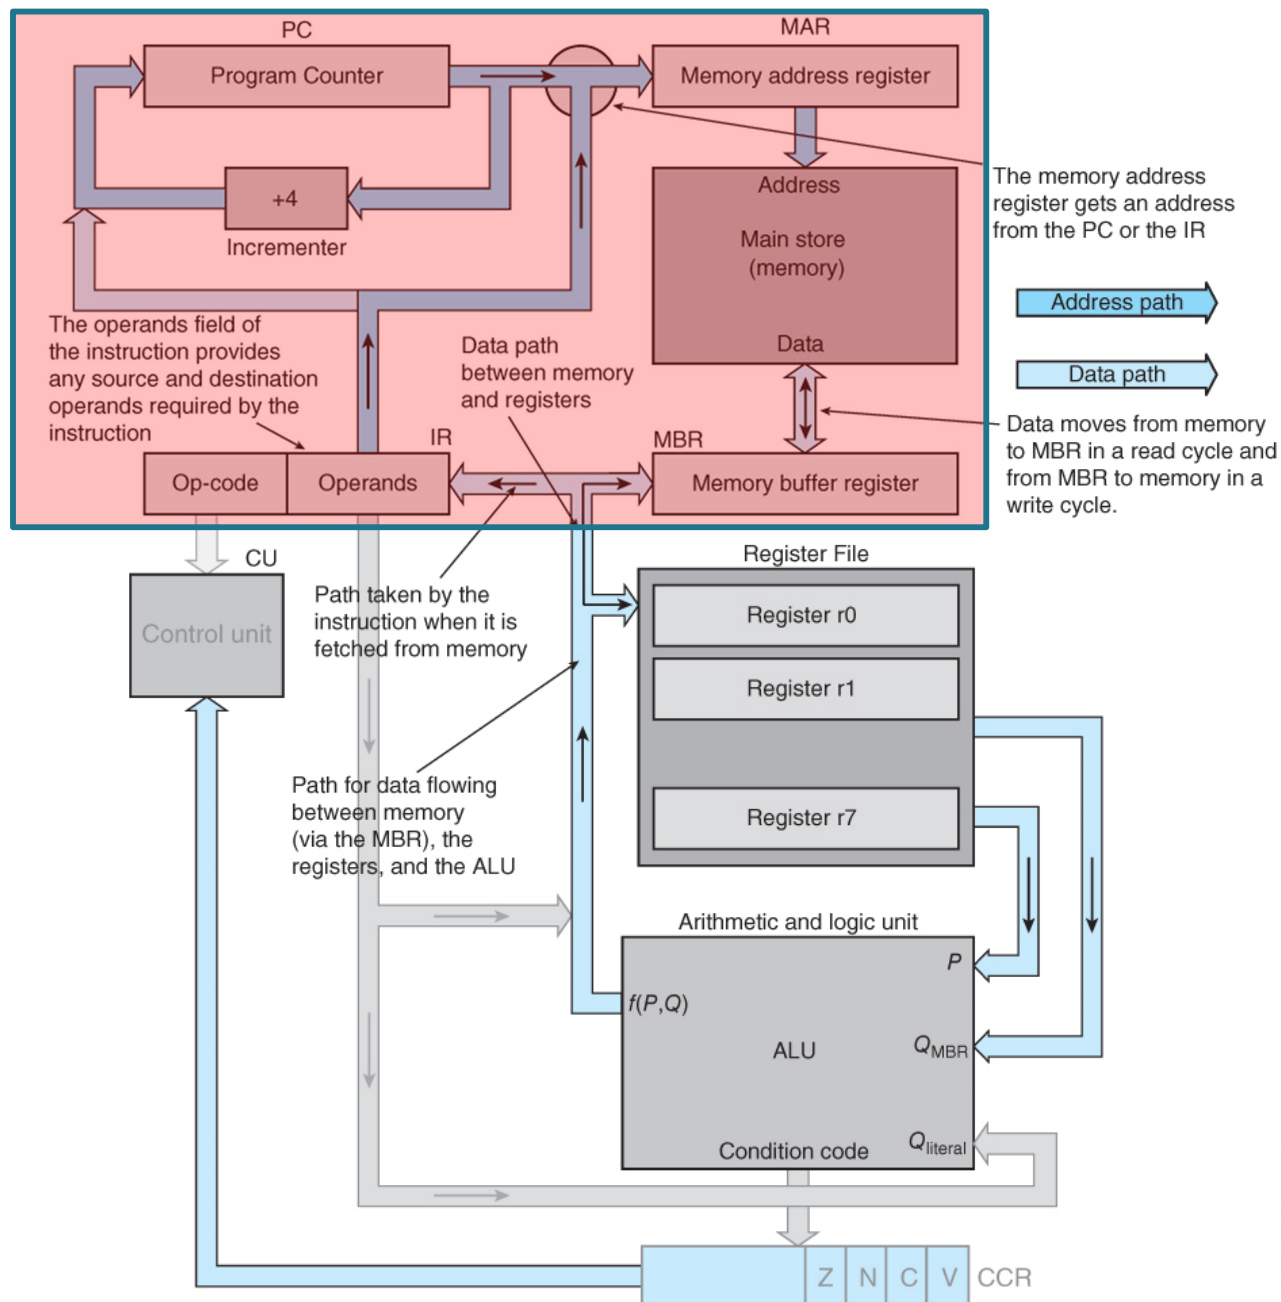 PC
MAR
Program Counter
Memory address register
+4
Incrementer
Address
Main store
(memory)
Data
The memory address
register gets an address
from the PC or the IR
Address path
Data path
The operands field of
the instruction provides
any source and destination
operands required by the
instruction
Data path
between memory
and registers
Data moves from memory
to MBR in a read cycle and
from MBR to memory in a
write cycle.
IR
MBR
Op-code
Operands
Memory buffer register
CU
Control unit
Path taken by the
instruction when it is
fetched from memory
Register File
Register r0
Register r1
Register r7
Path for data flowing
between memory
(via the MBR), the
registers, and the ALU
Arithmetic and logic unit
P
f(P,Q)
ALU
QMBR
Qliteral
Condition code
Z N C V CCR